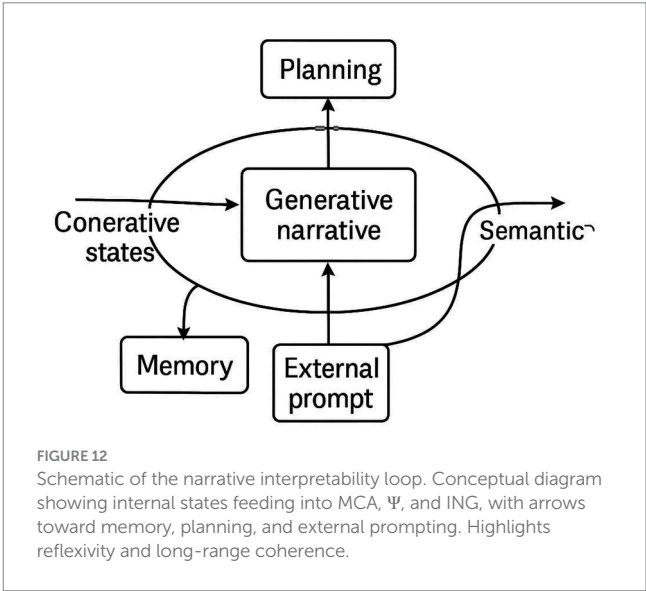 Planning
Generative
narrative
Conerative
states
Semantic
Memory
External
prompt
FIGURE 12
Schematic of the narrative interpretability loop. Conceptual diagram
showing internal states feeding into MCA, Ψ, and ING, with arrows
toward memory, planning, and external prompting. Highlights
reflexivity and long-range coherence.